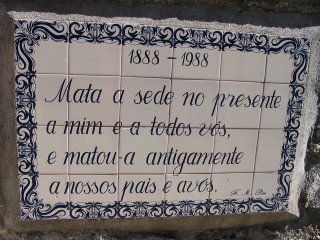 1888 - 1988
Mata a sede no presente
a mim e a todos vós,
e matou-a antigamente
a nossos pais e avós.